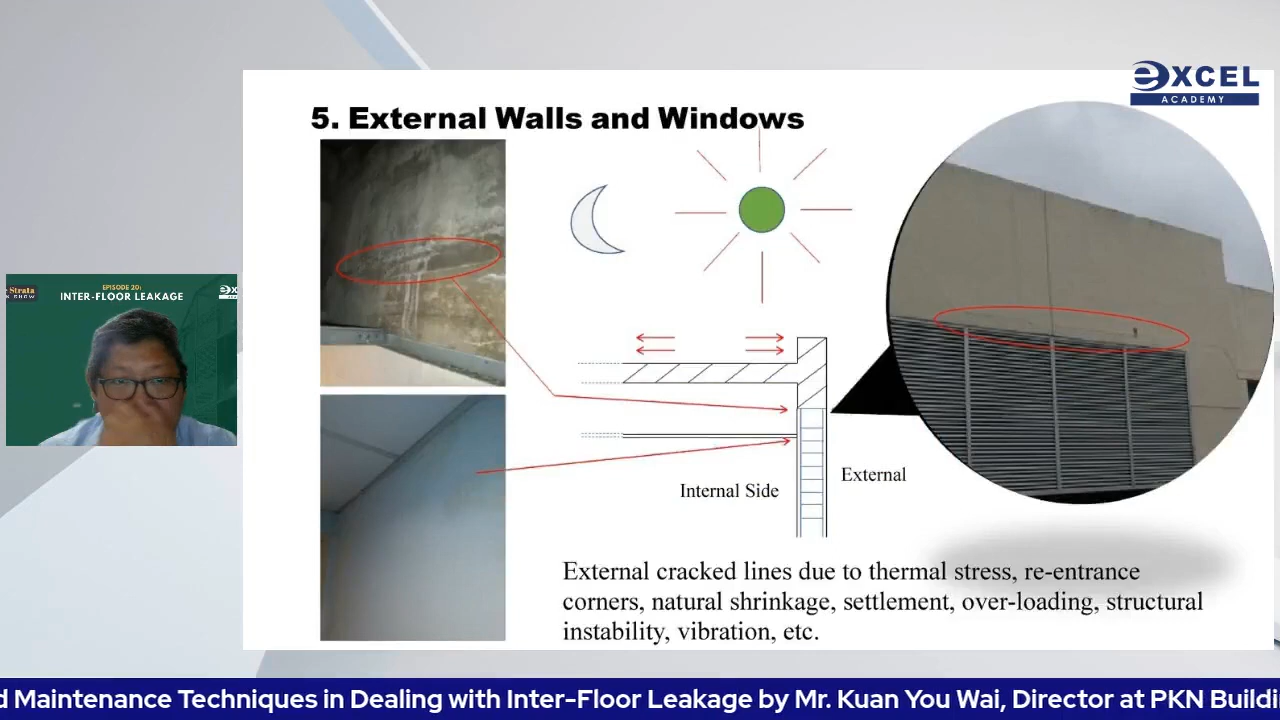 EXCEL
ACADEMY
5. External Walls and Windows
Strata
EPISODE 20:
INTER-FLOOR LEAKAGE
Internal Side
External
External cracked lines due to thermal stress, re-entrance
corners, natural shrinkage, settlement, over-loading, structural
instability, vibration, etc.
d Maintenance Techniques in Dealing with Inter-Floor Leakage by Mr. Kuan You Wai, Director at PKN Buildi